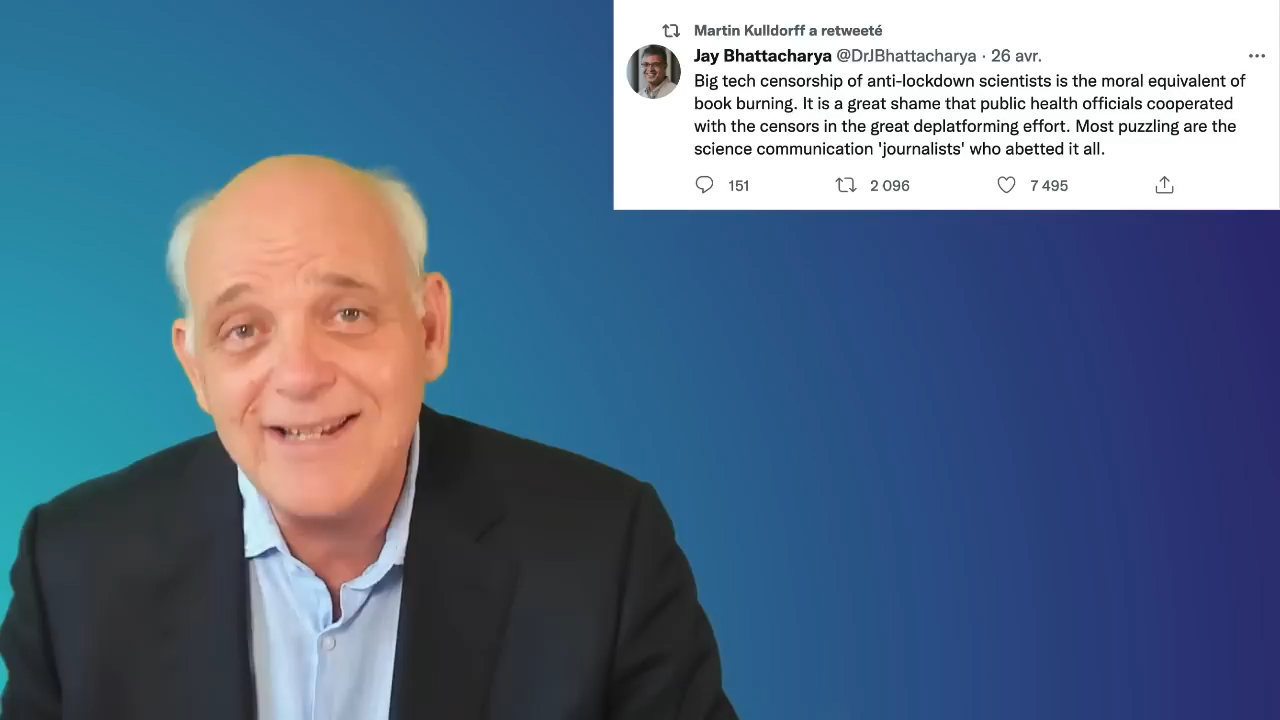 Martin Kulldorff a retweeté
Jay Bhattacharya @DrJBhattacharya · 26 avr.
Big tech censorship of anti-lockdown scientists is the moral equivalent of
book burning. It is a great shame that public health officials cooperated
with the censors in the great deplatforming effort. Most puzzling are the
science communication 'journalists' who abetted it all.
151 2 096 7 495